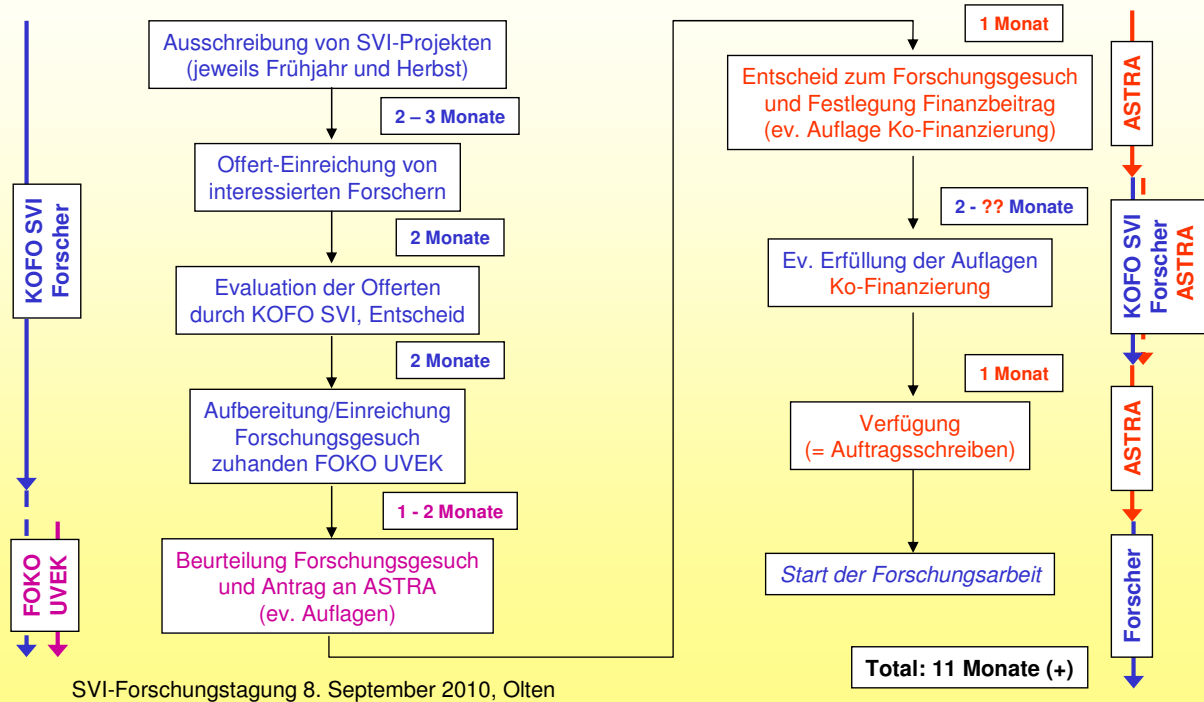 KOFO SVI
Forscher
FOKO
UVEK
Ausschreibung von SVI-Projekten
(jeweils Frühjahr und Herbst)
2 – 3 Monate
Offert-Einreichung von
interessierten Forschern
2 Monate
Evaluation der Offerten
durch KOFO SVI, Entscheid
2 Monate
Aufbereitung/Einreichung
Forschungsgesuch
zuhanden FOKO UVEK
1 - 2 Monate
Beurteilung Forschungsgesuch
und Antrag an ASTRA
(ev. Auflagen)
1 Monat
Entscheid zum Forschungsgesuch
und Festlegung Finanzbeitrag
(ev. Auflage Ko-Finanzierung)
2 - ?? Monate
Ev. Erfüllung der Auflagen
Ko-Finanzierung
1 Monat
Verfügung
(= Auftragsschreiben)
Start der Forschungsarbeit
ASTRA
KOFO SVI
Forscher
ASTRA
ASTRA
Forscher
Total: 11 Monate (+)
SVI-Forschungstagung 8. September 2010, Olten